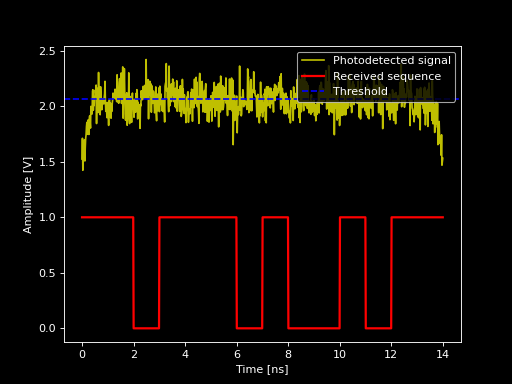 Photodetected signal
Received sequence
Threshold
Amplitude [V]
2.5
2.0
1.5
1.0
0.5
0.0
0 2 4 6 8 10 12 14
Time [ns]